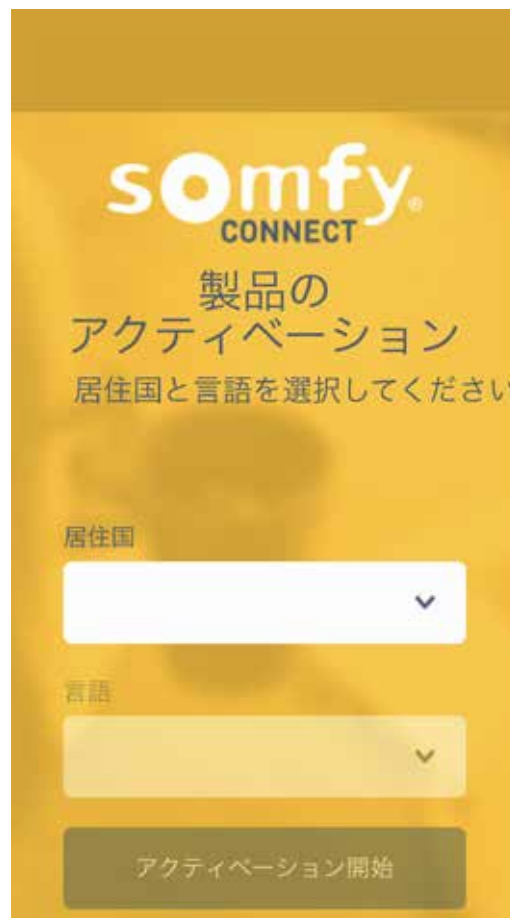 somfy®
CONNECT
製品の
アクティベーション
居住国と言語を選択してください
居住国
言語
アクティベーション開始